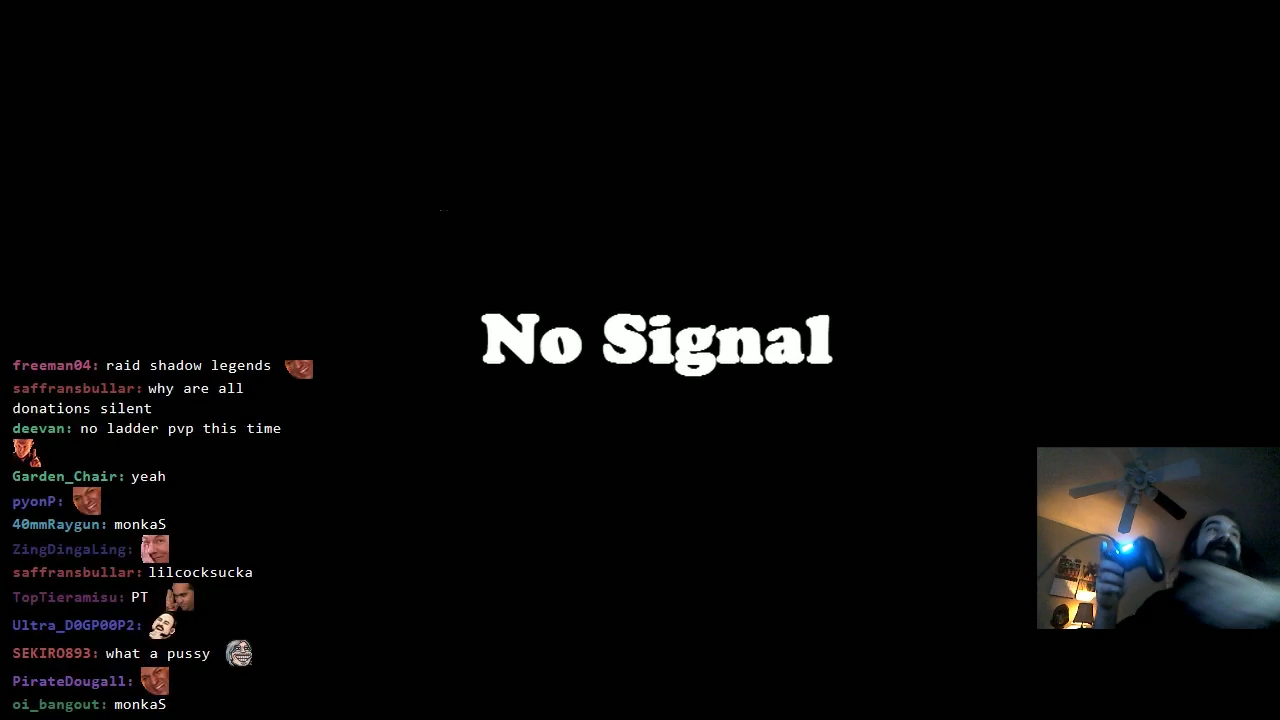 No Signal
freeman04: raid shadow legends
saffransbullar: why are all
donations silent
deevan: no ladder pvp this time
Garden_Chair: yeah
pyonP:
40mmRaygun: monkaS
ZingDingaLing:
saffransbullar: lilcocksucka
TopTieramisu: PT
Ultra_D0GP00P2:
SEKIRO893: what a pussy
PirateDougall:
oi_bangout: monkaS